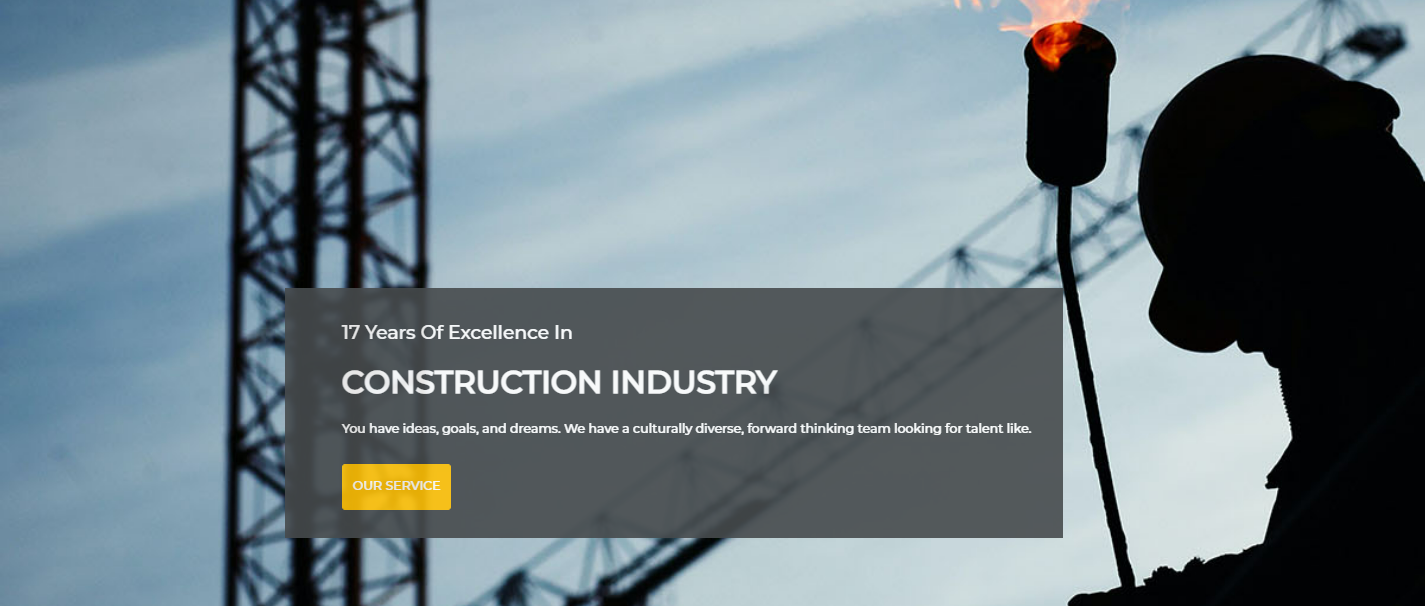 17 Years Of Excellence In
CONSTRUCTION INDUSTRY
You have ideas, goals, and dreams. We have a culturally diverse, forward thinking team looking for talent like.
OUR SERVICE